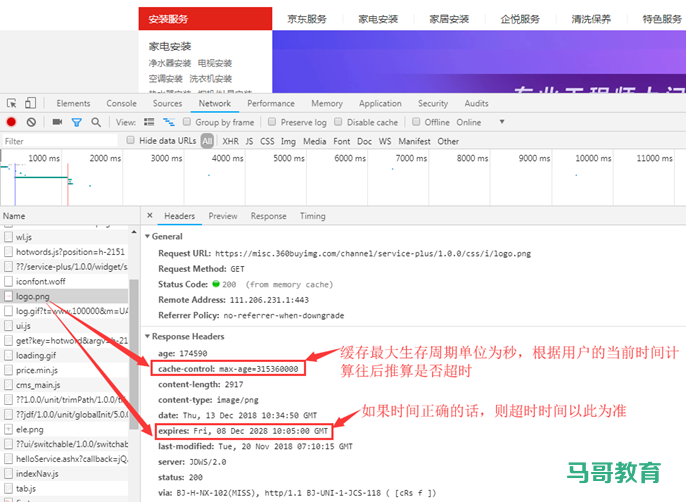 安装服务 京东服务 家电安装 家居安装 企悦服务 清洗保养 特色服务
家电安装
净水器安装 电视安装
空调安装 洗衣机安装
Elements Console Sources Network Performance Memory Application Security Audits
View: Group by frame Preserve log Disable cache Offline Online
Filter Hide data URLs All XHR JS CSS Img Media Font Doc WS Manifest Other
1000 ms 2000 ms 3000 ms 4000 ms 5000 ms 6000 ms 7000 ms 8000 ms 9000 ms 10000 ms 11000 ms
Name × Headers Preview Response Timing
wl.js
hotwords.js?position=h-2151
??/service-plus/1.0.0/widget/s
iconfont.woff
logo.png
log.gif?t=www.100000&m=UA
ui.js
get?key=hotword&argv=h-21
loading.gif
price.min.js
cms_main.js
??1.0.0/unit/trimPath/1.0.0/t
??jdf/1.0.0/unit/globalInit/5.0.
ele.png
??ui/switchable/1.0.0/switchab
helloService.ashx?callback=jQ
indexNav.js
tab.js
General
Request URL: https://misc.360buyimg.com/channel/service-plus/1.0.0/css/i/logo.png
Request Method: GET
Status Code: 200 (from memory cache)
Remote Address: 111.206.231.1:443
Referrer Policy: no-referrer-when-downgrade
Response Headers
age: 174590
cache-control: max-age=315360000
content-length: 2917
content-type: image/png
date: Thu, 13 Dec 2018 10:34:50 GMT
expires: Fri, 08 Dec 2028 10:05:00 GMT
last-modified: Tue, 20 Nov 2018 07:10:15 GMT
server: JDWS/2.0
status: 200
via: BJ-H-NX-102(MISS), http/1.1 BJ-UNI-1-JCS-118 ( [cRs f ])
缓存最大生存周期单位为秒，根据用户的当前时间计
算往后推算是否超时
如果时间正确的话，则超时时间以此为准
马哥教育